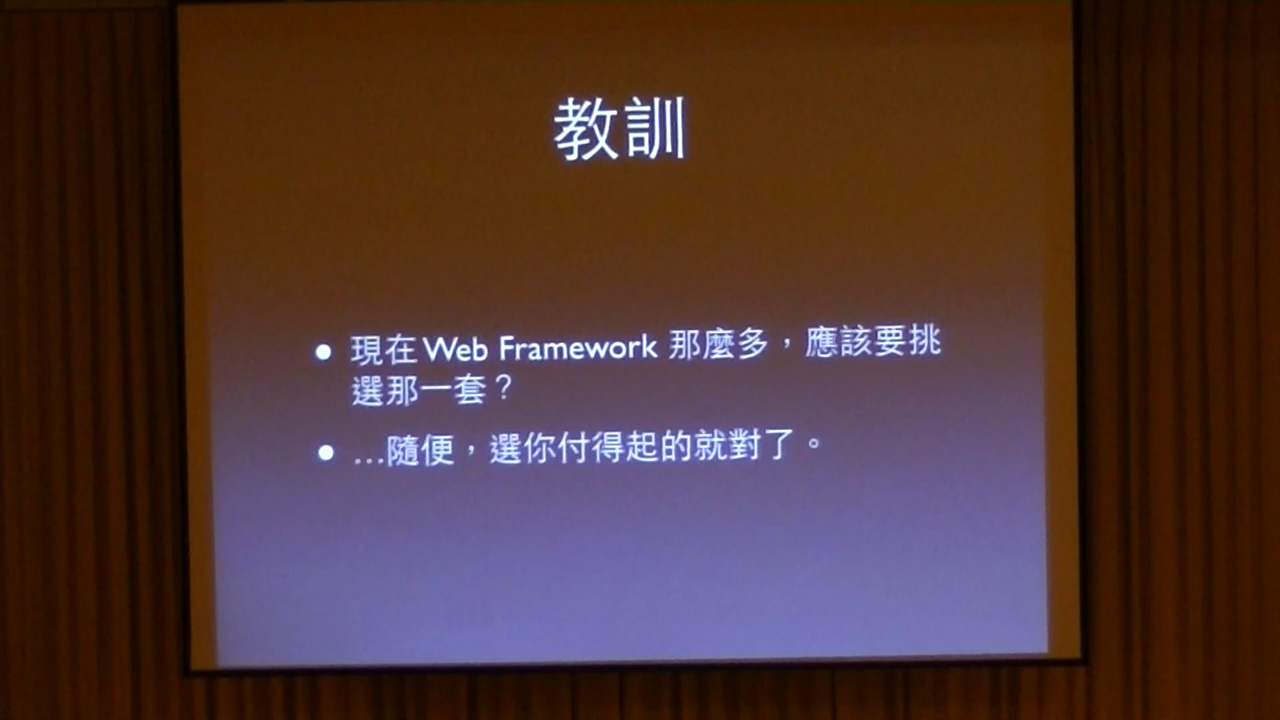 教訓
• 現在 Web Framework 那麼多，應該要挑
選那一套？
• ...隨便，選你付得起的就對了。